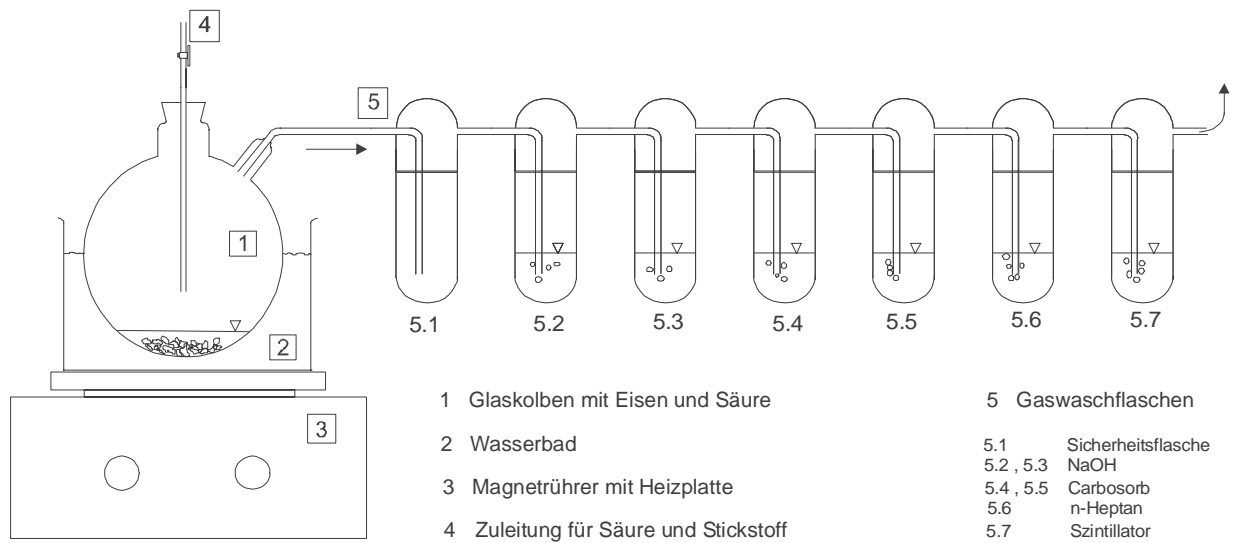 4
5
1
2
3
5.1 5.2 5.3 5.4 5.5 5.6 5.7
1 Glaskolben mit Eisen und Säure
2 Wasserbad
3 Magnetrührer mit Heizplatte
4 Zuleitung für Säure und Stickstoff
5 Gaswaschflaschen
5.1 Sicherheitsflasche
5.2 , 5.3 NaOH
5.4 , 5.5 Carbosorb
5.6 n-Heptan
5.7 Szintillator